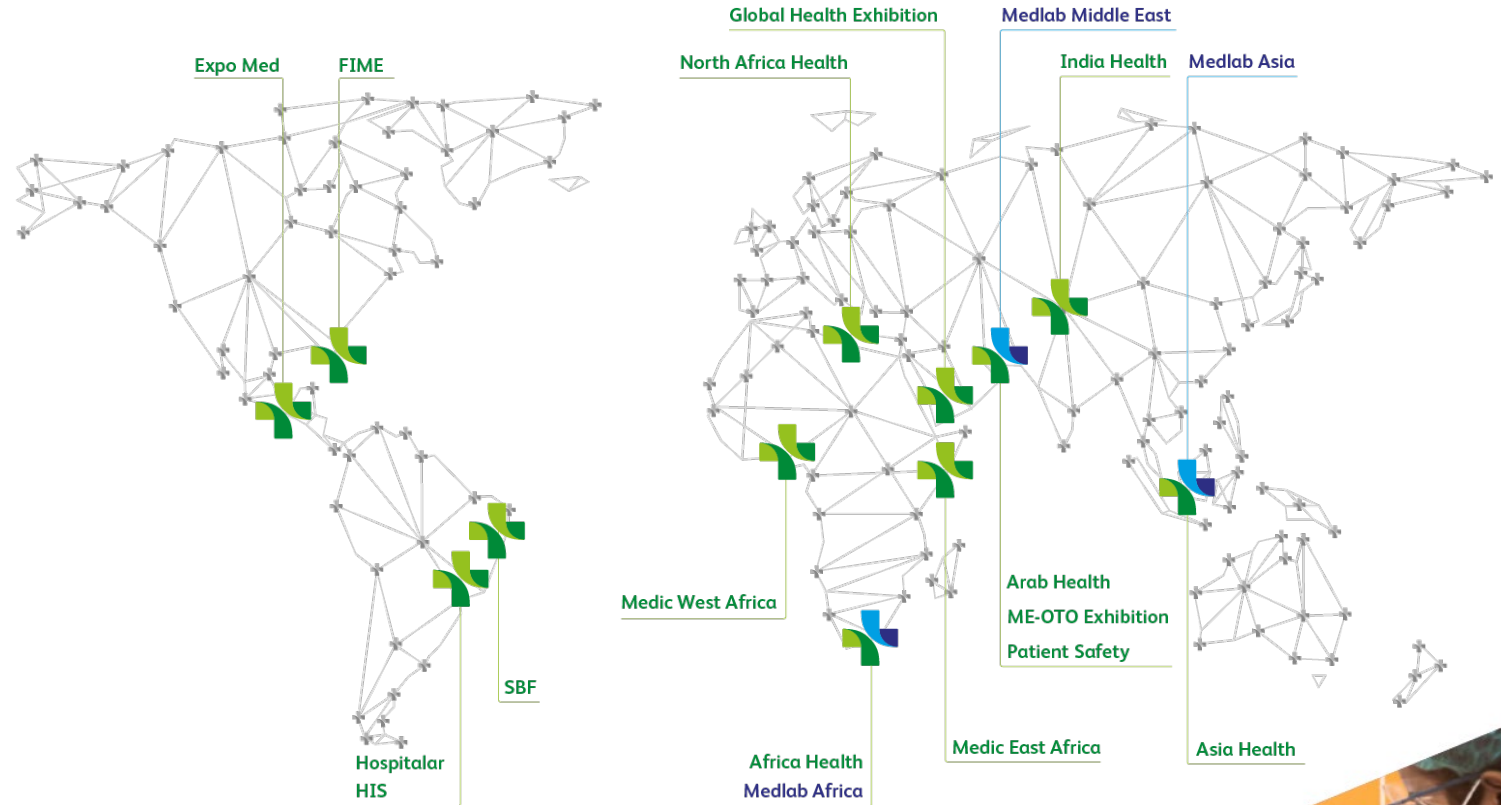 Global Health Exhibition
Medlab Middle East
Expo Med
FIME
North Africa Health
India Health
Medlab Asia
Medic West Africa
Arab Health
ME-OTO Exhibition
Patient Safety
SBF
Hospitalar
HIS
Africa Health
Medlab Africa
Medic East Africa
Asia Health